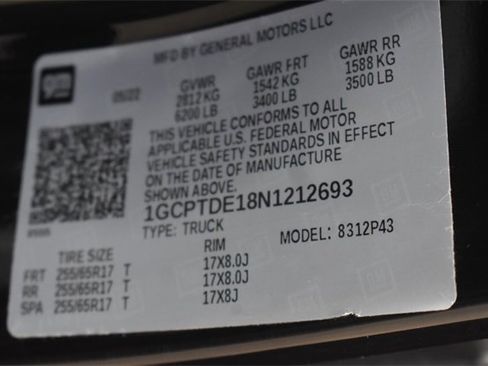 MFD BY GENERAL MOTORS LLC
05/22
GVWR
2812 KG
6200 LB
GAWR FRT
1542 KG
3400 LB
GAWR RR
1588 KG
3500 LB
THIS VEHICLE CONFORMS TO ALL
APPLICABLE U.S. FEDERAL MOTOR
VEHICLE SAFETY STANDARDS IN EFFECT
ON THE DATE OF MANUFACTURE
SHOWN ABOVE.
1GCPTDE18N1212693
TYPE: TRUCK
MODEL: 8312P43
TIRE SIZE RIM
FRT 255/65R17 T 17X8.0J
RR 255/65R17 T 17X8.0J
SPA 255/65R17 T 17X8J